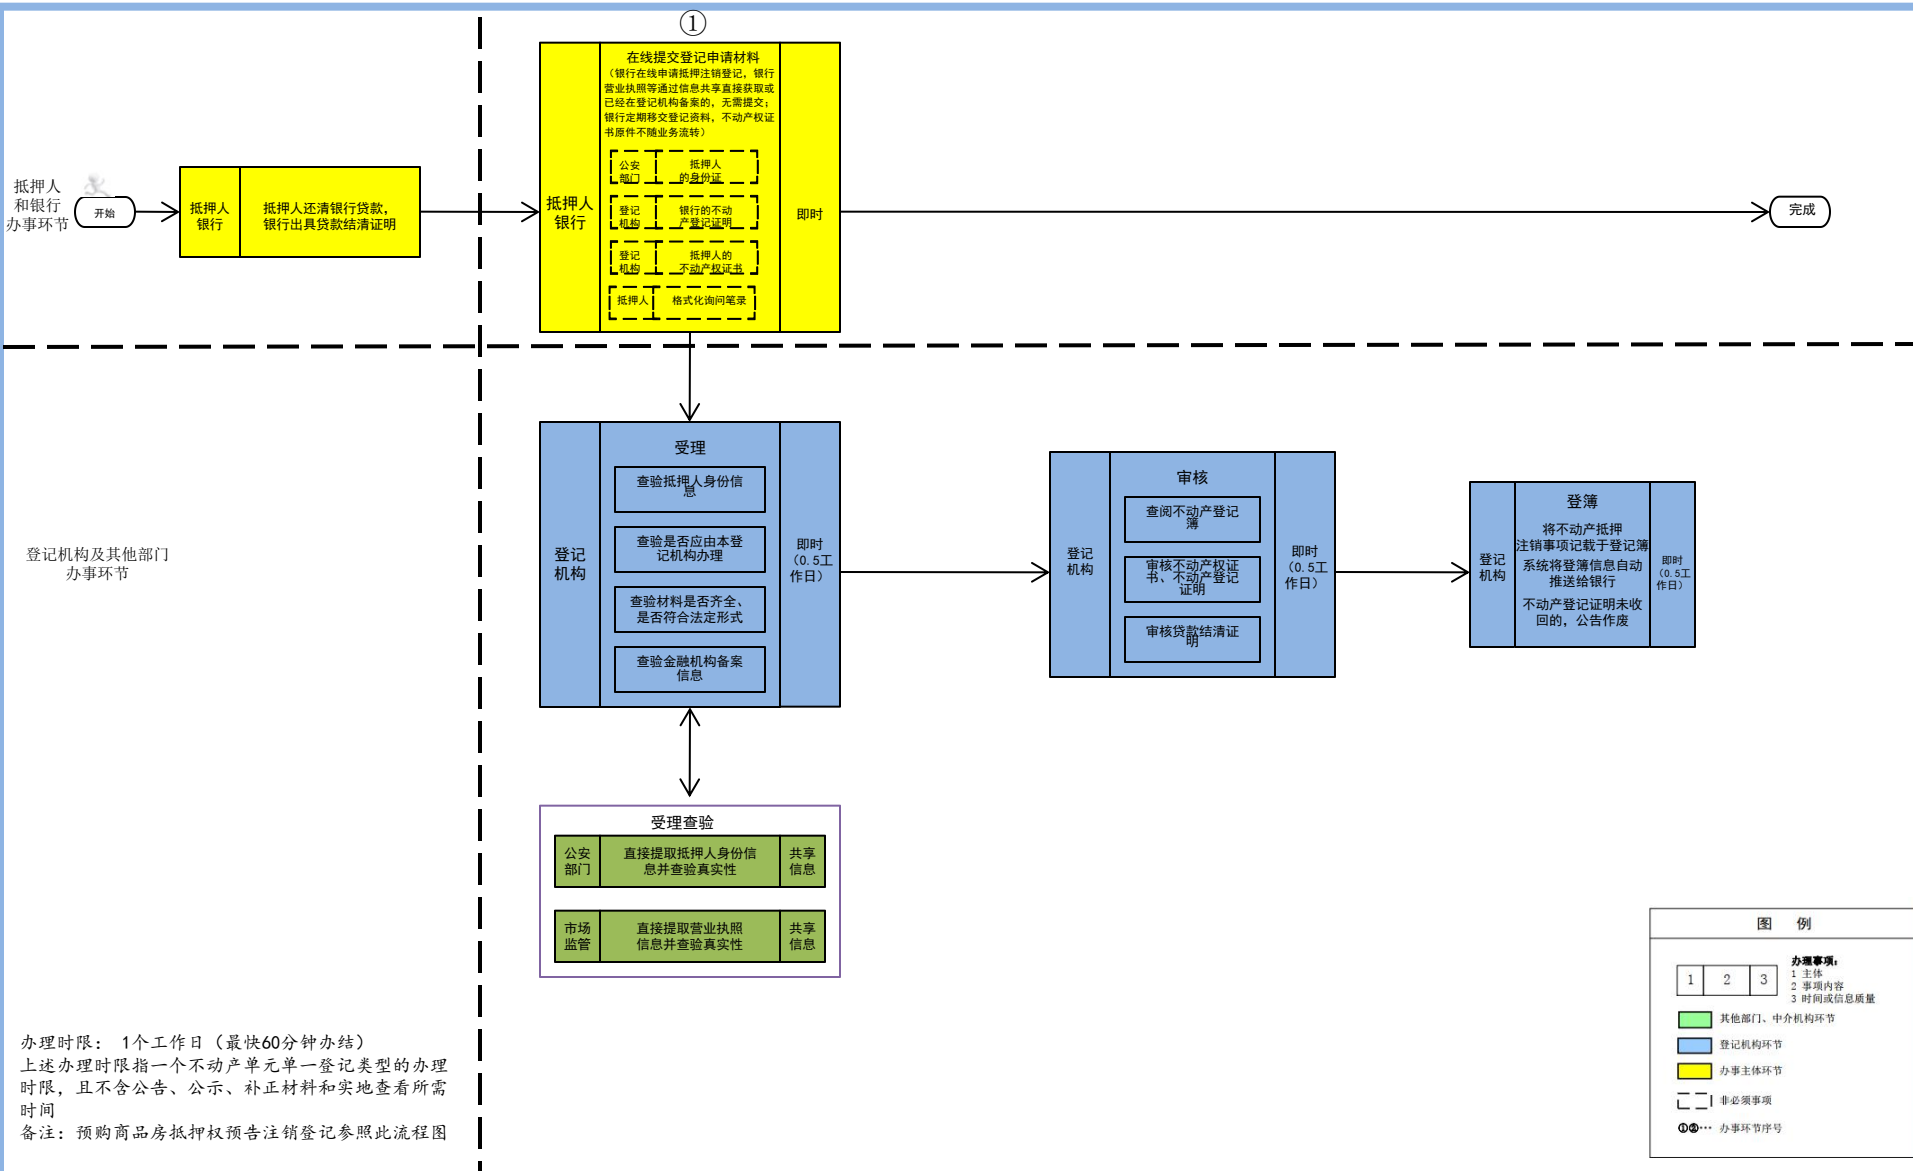 ①
抵押人
和银行
办事环节
开始
抵押人
银行
抵押人还清银行贷款，
银行出具贷款结清证明
抵押人
银行
在线提交登记申请材料
（银行在线申请抵押注销登记，银行
营业执照等通过信息共享直接获取或
已经在登记机构备案的，无需提交；
银行定期移交登记资料，不动产权证
书原件不随业务流转）
公安
部门
抵押人
的身份证
登记
机构
银行的不动
产登记证明
登记
机构
抵押人的
不动产权证书
抵押人
格式化询问笔录
即时
完成
登记机构及其他部门
办事环节
登记
机构
受理
查验抵押人身份信
息
查验是否应由本登
记机构办理
查验材料是否齐全、
是否符合法定形式
查验金融机构备案
信息
即时
（0.5工
作日）
登记
机构
审核
查阅不动产登记
簿
审核不动产权证
书、不动产登记
证明
审核贷款结清证
明
即时
（0.5工
作日）
登记
机构
登簿
将不动产抵押
注销事项记载于登记簿
系统将登簿信息自动
推送给银行
不动产登记证明未收
回的，公告作废
即时
（0.5工
作日）
受理查验
公安
部门
直接提取抵押人身份信
息并查验真实性
共享
信息
市场
监管
直接提取营业执照
信息并查验真实性
共享
信息
办理时限： 1个工作日（最快60分钟办结）
上述办理时限指一个不动产单元单一登记类型的办理
时限，且不含公告、公示、补正材料和实地查看所需
时间
备注：预购商品房抵押权预告注销登记参照此流程图
图 例
1 2 3
办理事项：
1 主体
2 事项内容
3 时间或信息质量
其他部门、中介机构环节
登记机构环节
办事主体环节
非必须事项
①②… 办事环节序号